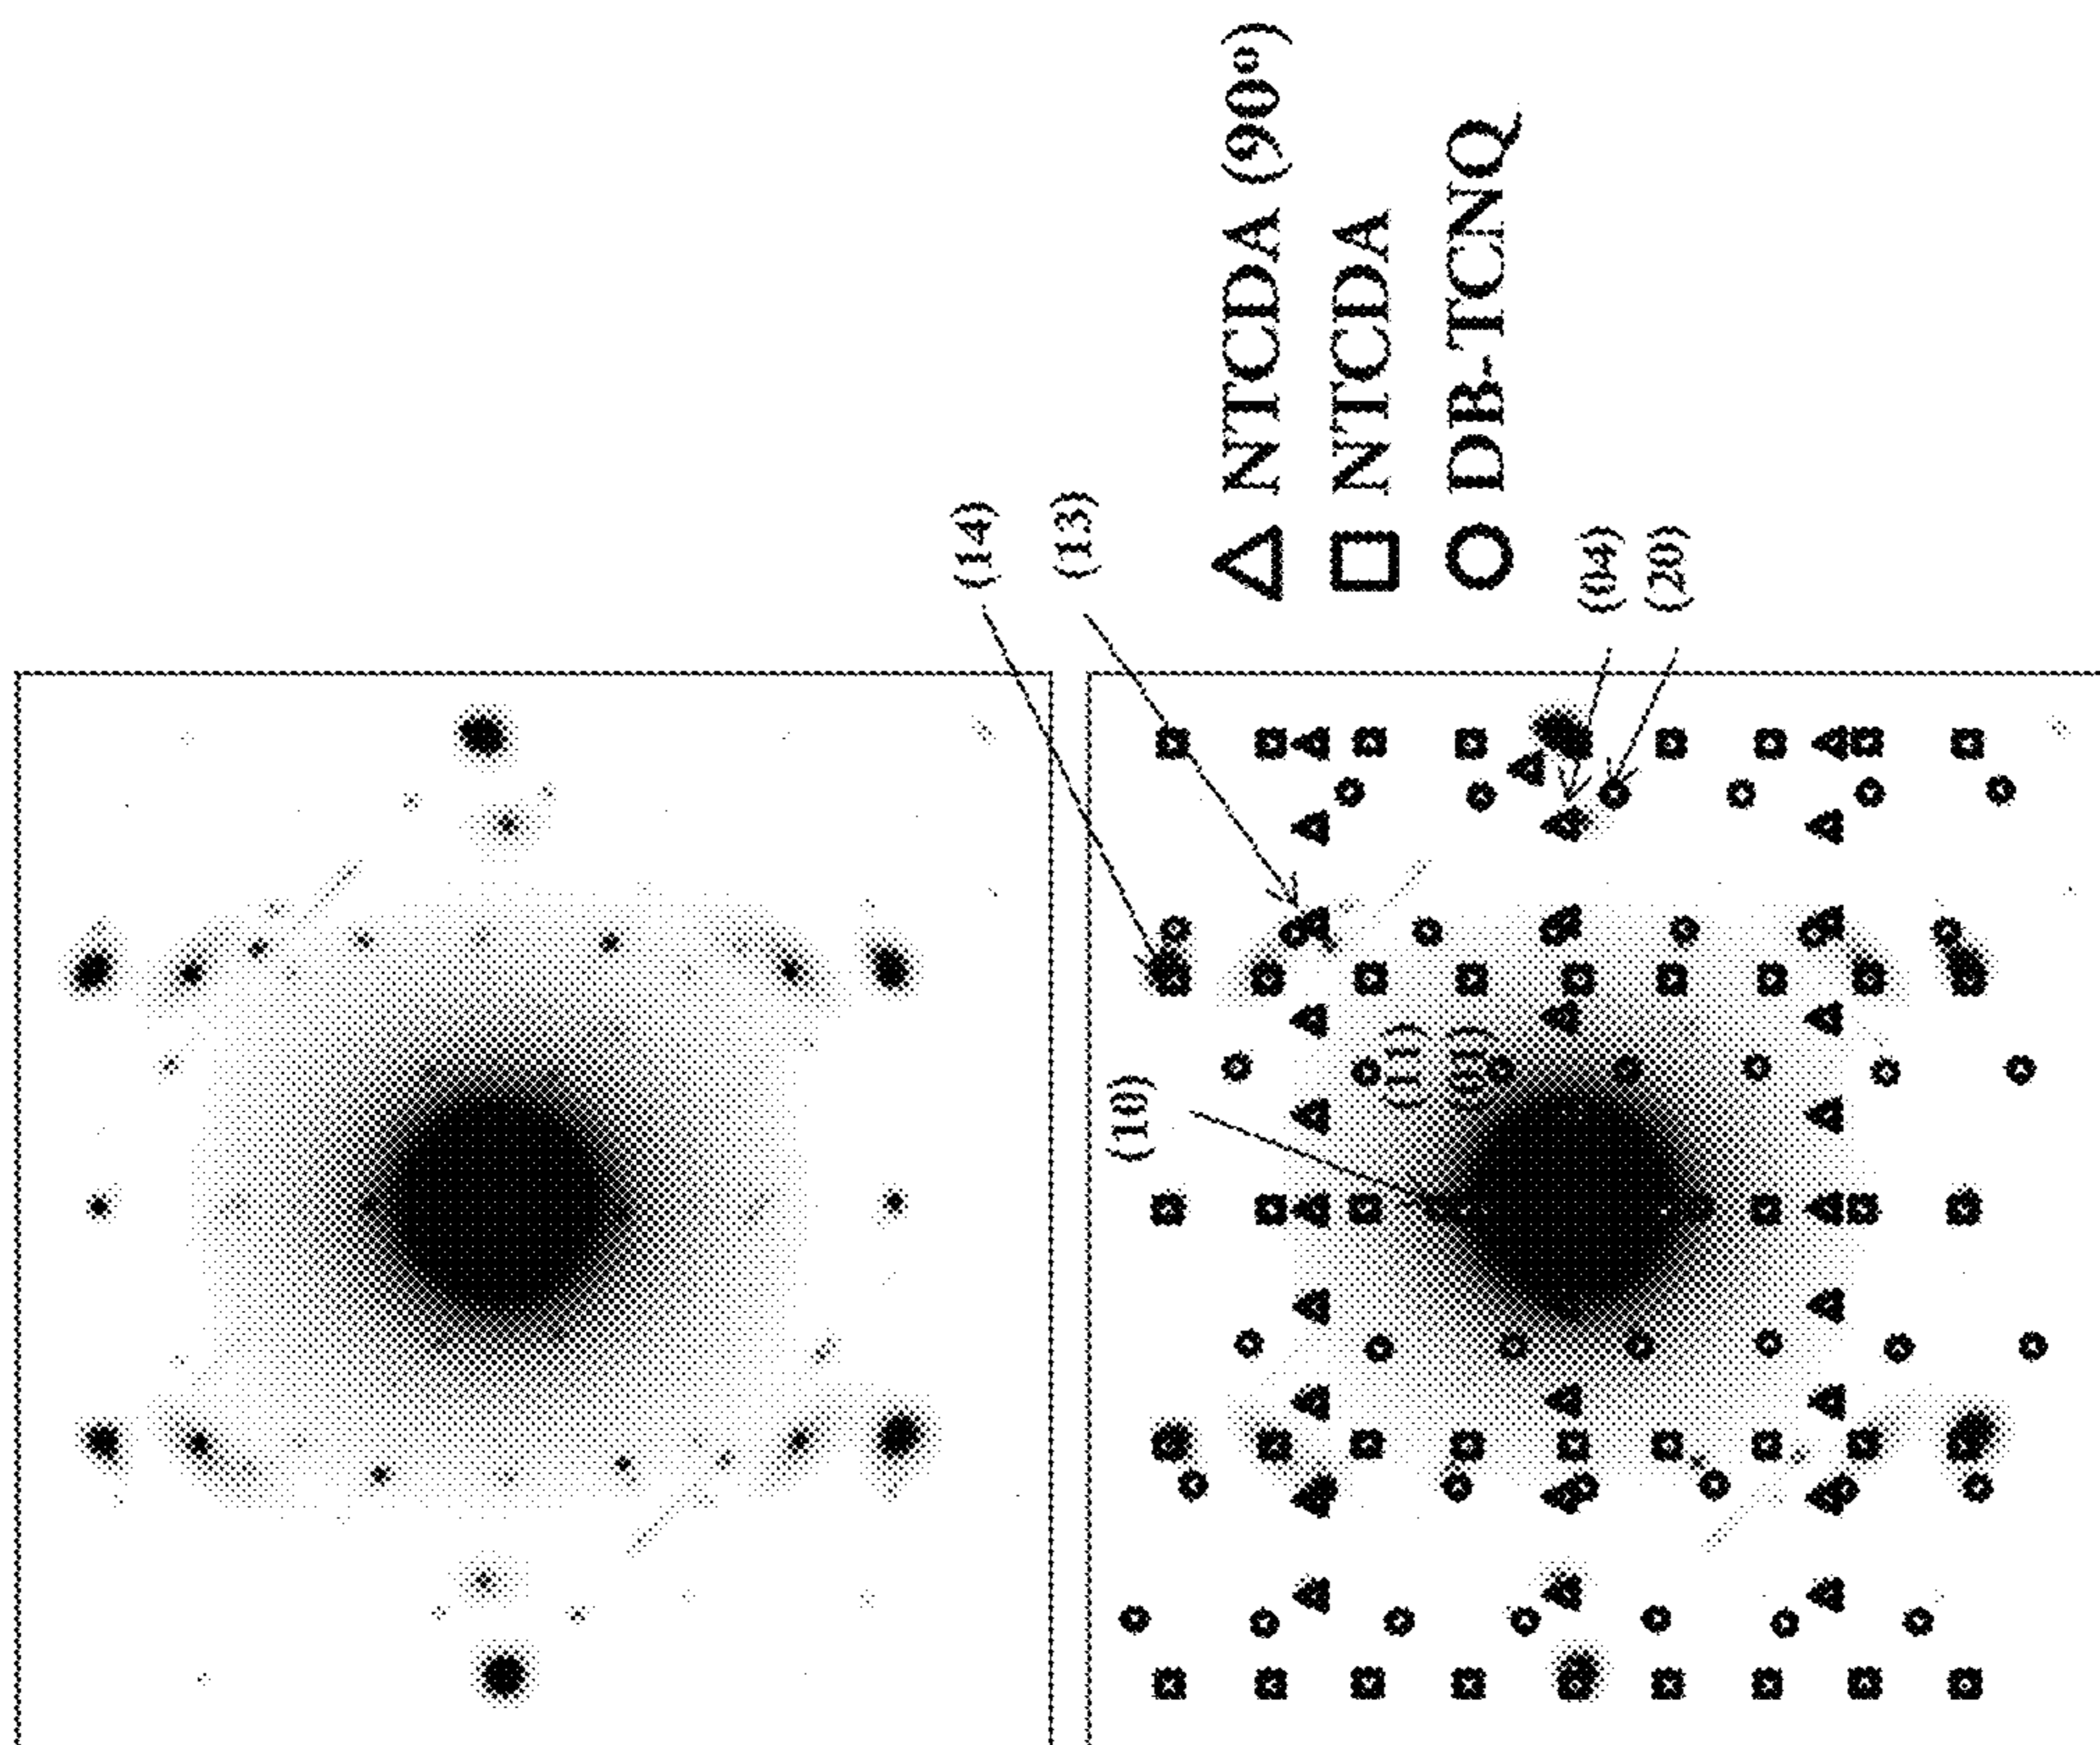 (14)
(13)
△ NTCDA (90°)
□ NTCDA
○ DB-TCNQ
(04)
(20)
(10)
(11)
(01)